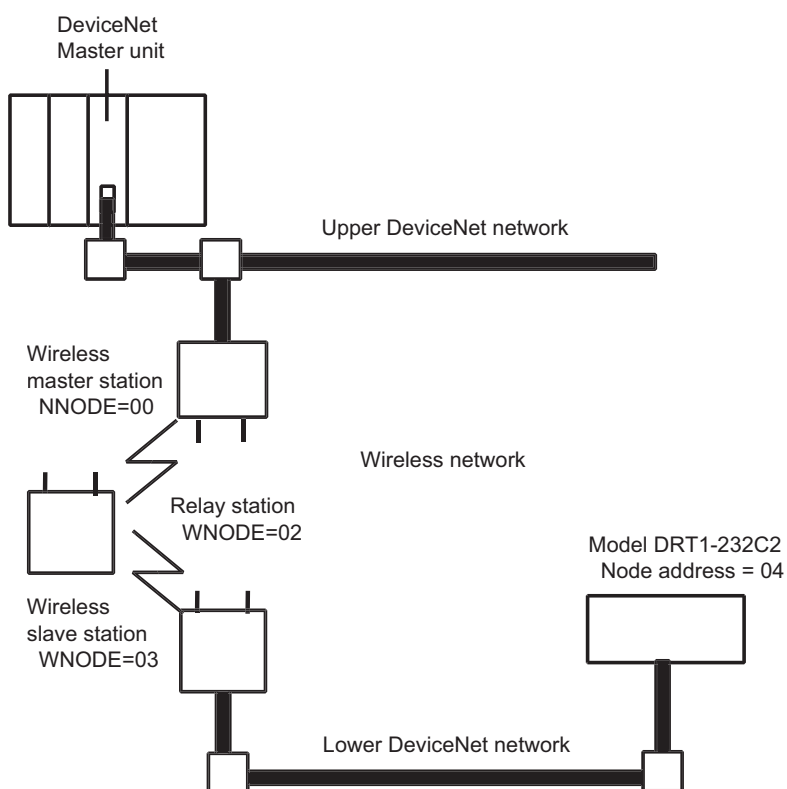 DeviceNet
Master unit
Upper DeviceNet network
Wireless
master station
NNODE=00
Wireless network
Relay station
WNODE=02
Model DRT1-232C2
Node address = 04
Wireless
slave station
WNODE=03
Lower DeviceNet network